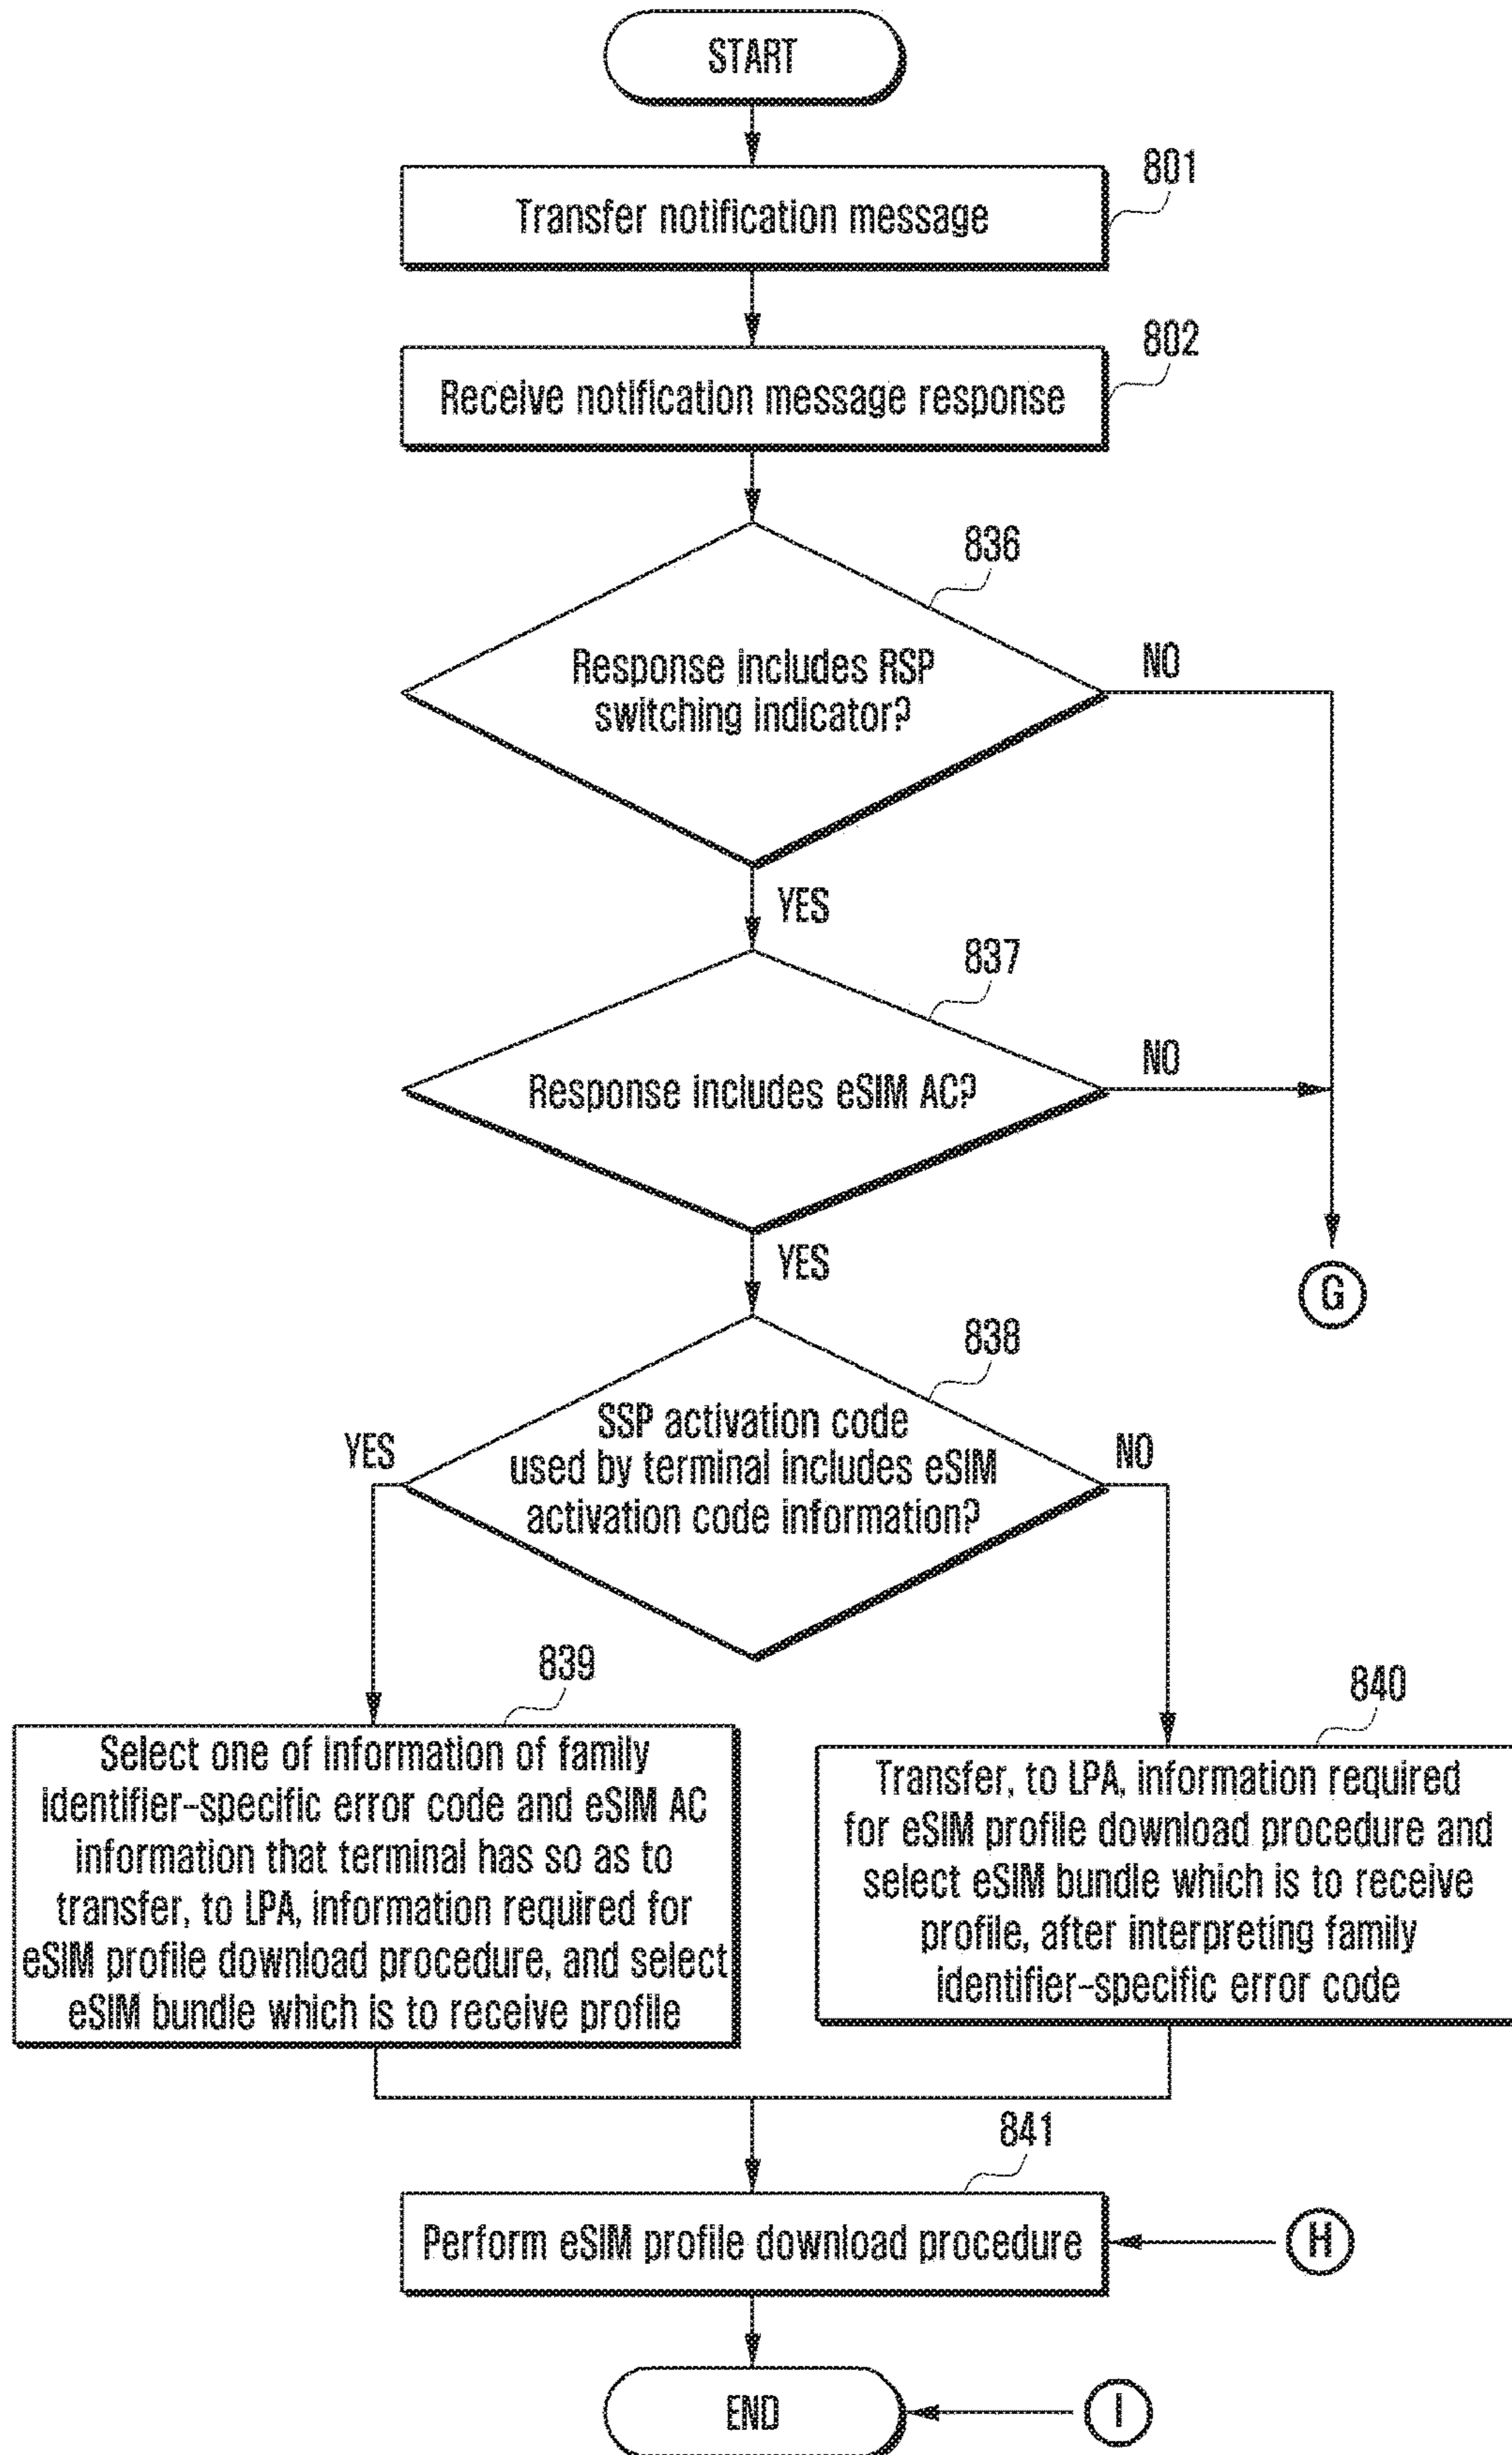 START
801
Transfer notification message
802
Receive notification message response
836
Response includes RSP
switching indicator?
NO
YES
837
Response includes eSIM AC?
NO
YES
G
838
SSP activation code
used by terminal includes eSIM
activation code information?
YES
NO
839
Select one of information of family
identifier-specific error code and eSIM AC
information that terminal has so as to
transfer, to LPA, information required for
eSIM profile download procedure, and select
eSIM bundle which is to receive profile
840
Transfer, to LPA, information required
for eSIM profile download procedure and
select eSIM bundle which is to receive
profile, after interpreting family
identifier-specific error code
841
Perform eSIM profile download procedure
H
END
I